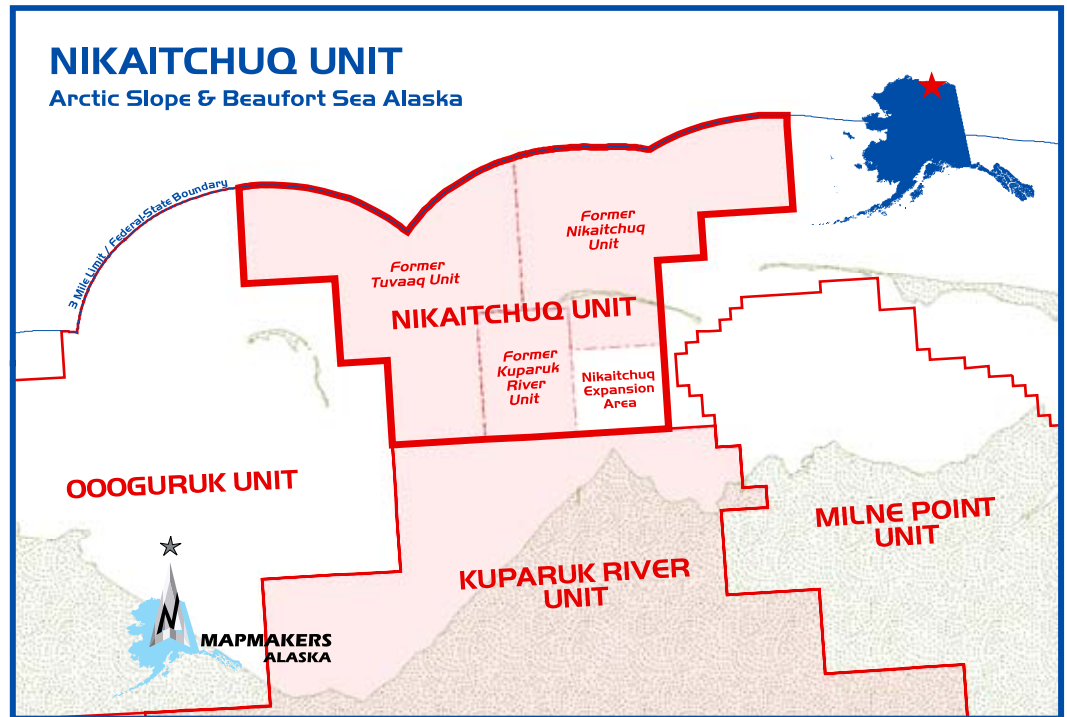 NIKAITCHUQ UNIT
Arctic Slope & Beaufort Sea Alaska
3 Mile Limit / Federal-State Boundary
Former
Nikaitchuq
Unit
Former
Tuvaaq Unit
NIKAITCHUQ UNIT
Former
Kuparuk
River
Unit
Nikaitchuq
Expansion
Area
OOOGURUK UNIT
MILNE POINT
UNIT
KUPARUK RIVER
UNIT
N
MAPMAKERS
ALASKA